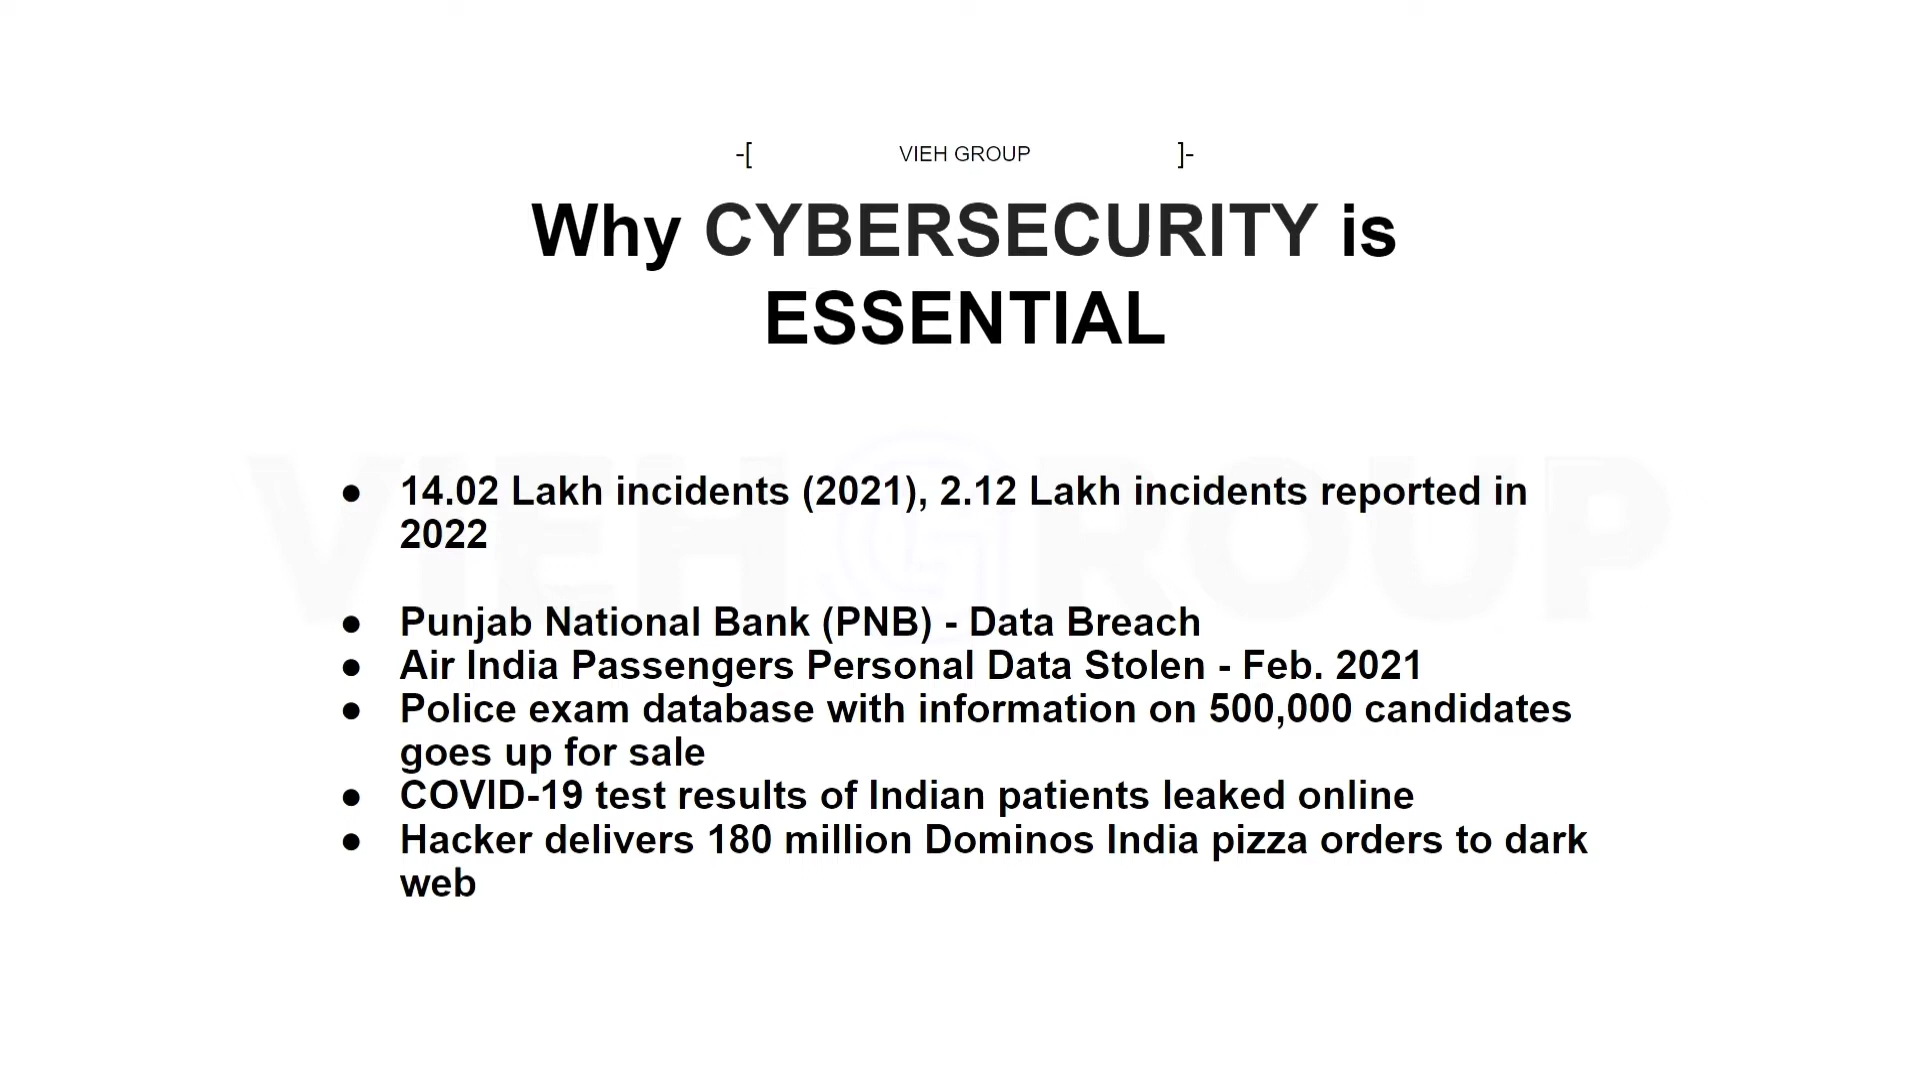 -[ VIEH GROUP ]-
Why CYBERSECURITY is
ESSENTIAL
VIEH GROUP
● 14.02 Lakh incidents (2021), 2.12 Lakh incidents reported in
2022
● Punjab National Bank (PNB) - Data Breach
● Air India Passengers Personal Data Stolen - Feb. 2021
● Police exam database with information on 500,000 candidates
goes up for sale
● COVID-19 test results of Indian patients leaked online
● Hacker delivers 180 million Dominos India pizza orders to dark
web